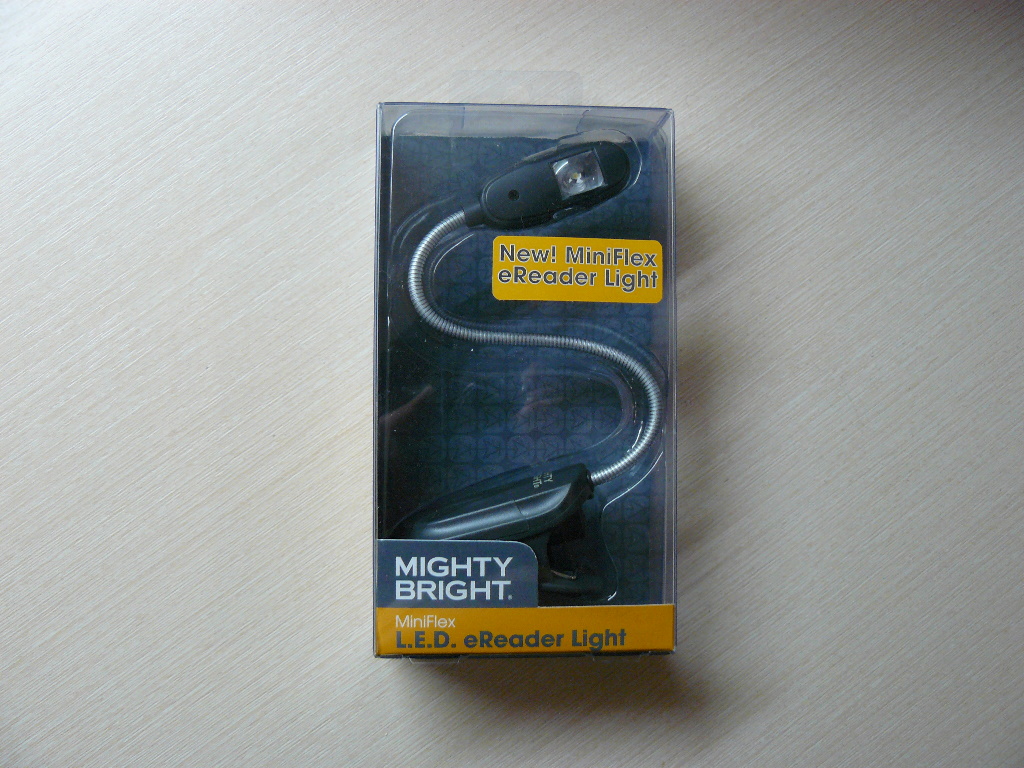 New! MiniFlex
eReader Light
MIGHTY
BRIGHT®
MiniFlex
L.E.D. eReader Light